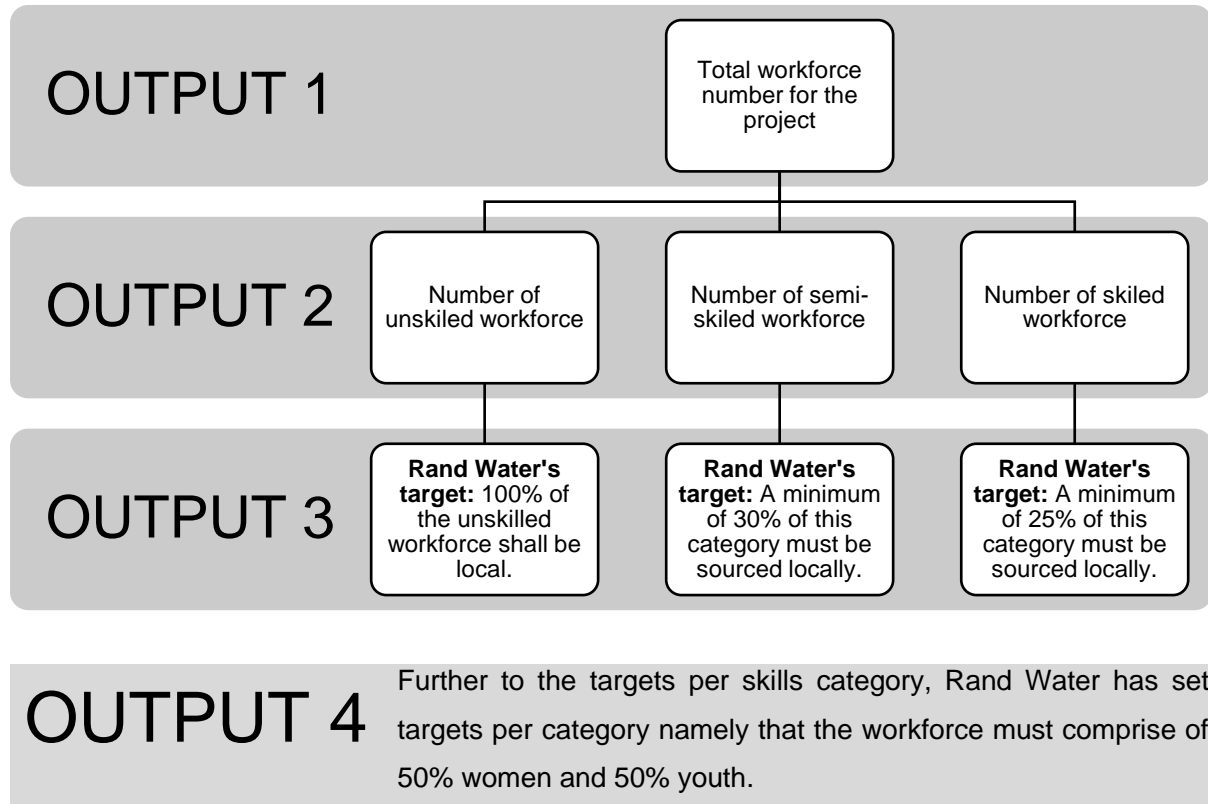 OUTPUT 1
Total workforce
number for the
project
OUTPUT 2
Number of
unskiled workforce
Number of semi-
skiled workforce
Number of skiled
workforce
OUTPUT 3
Rand Water's
target: 100% of
the unskilled
workforce shall be
local.
Rand Water's
target: A minimum
of 30% of this
category must be
sourced locally.
Rand Water's
target: A minimum
of 25% of this
category must be
sourced locally.
OUTPUT 4
Further to the targets per skills category, Rand Water has set
targets per category namely that the workforce must comprise of
50% women and 50% youth.